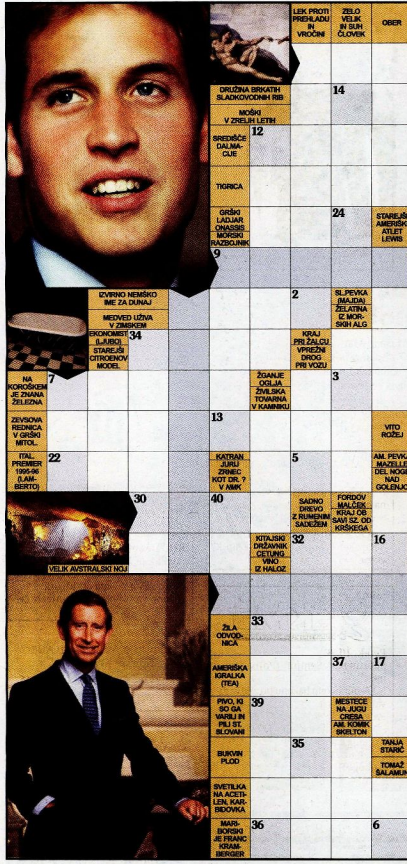 LEK PROTI
PREHLADU
IN
VROČINI
ZELO
VELIK
IN SUH
ČLOVEK
OBER
DRUŽINA BRKATIH
SLADKOVODNIH RIB
14
MOŠKI
V ZRELIH LETIH
SREDIŠČE
DALMA-
CIJE
12
TIGRICA
GRŠKI
LADJAR
ONASSIS
MORSKI
RAZBOJNIK
24
STAREJŠI
AMERIŠKI
ATLET
LEWIS
9
IZVIRNO NEMŠKO
IME ZA DUNAJ
MEDVED UŽIVA
V ZIMSKEM
2
SL.PEVKA
(MAJDA)
ŽELATINA
IZ MOR-
SKIH ALG
EKONOMIST
(LJUBO)
STAREJŠI
CITROENOV
MODEL
34
KRAJ
PRI ŽALCU
VPREŽNI
DROG
PRI VOZU
NA
KOROŠKEM
JE ZNANA
ŽELEZNA
7
ŽGANJE
OGLJA
ŽIVILSKA
TOVARNA
V KAMNIKU
3
ZEVSOVA
REDNICA
V GRŠKI
MITOL.
13
VITO
ROŽEJ
ITAL.
PREMIER
1995-96
(LAM-
BERTO)
22
KATRAN
JURIJ
ZRNEC
KOT DR. ?
V NMK
5
AM. PEVKA
MAZELLE
DEL NOGE
NAD
GOLENJO
30
40
SADNO
DREVO
Z RUMENIM
SADEŽEM
FORDOV
MALČEK
KRAJ OB
SAVI SZ. OD
KRŠKEGA
VELIK AVSTRALSKI NOJ
KITAJSKI
DRŽAVNIK
CETUNG
VINO
IZ HALOZ
32
16
ŽILA
ODVOD-
NICA
33
AMERIŠKA
IGRALKA
(TEA)
37
17
PIVO, KI
SO GA
VARILI IN
PILI ST.
SLOVANI
39
MESTECE
NA JUGU
CRESA
AM. KOMIK
SKELTON
BUKVIN
PLOD
35
TANJA
STARIČ
TOMAŽ
ŠALAMUN
SVETILKA
NA ACETI-
LEN, KAR-
BIDOVKA
MARI-
BORSKI
JE FRANC
KRAM-
BERGER
36
6